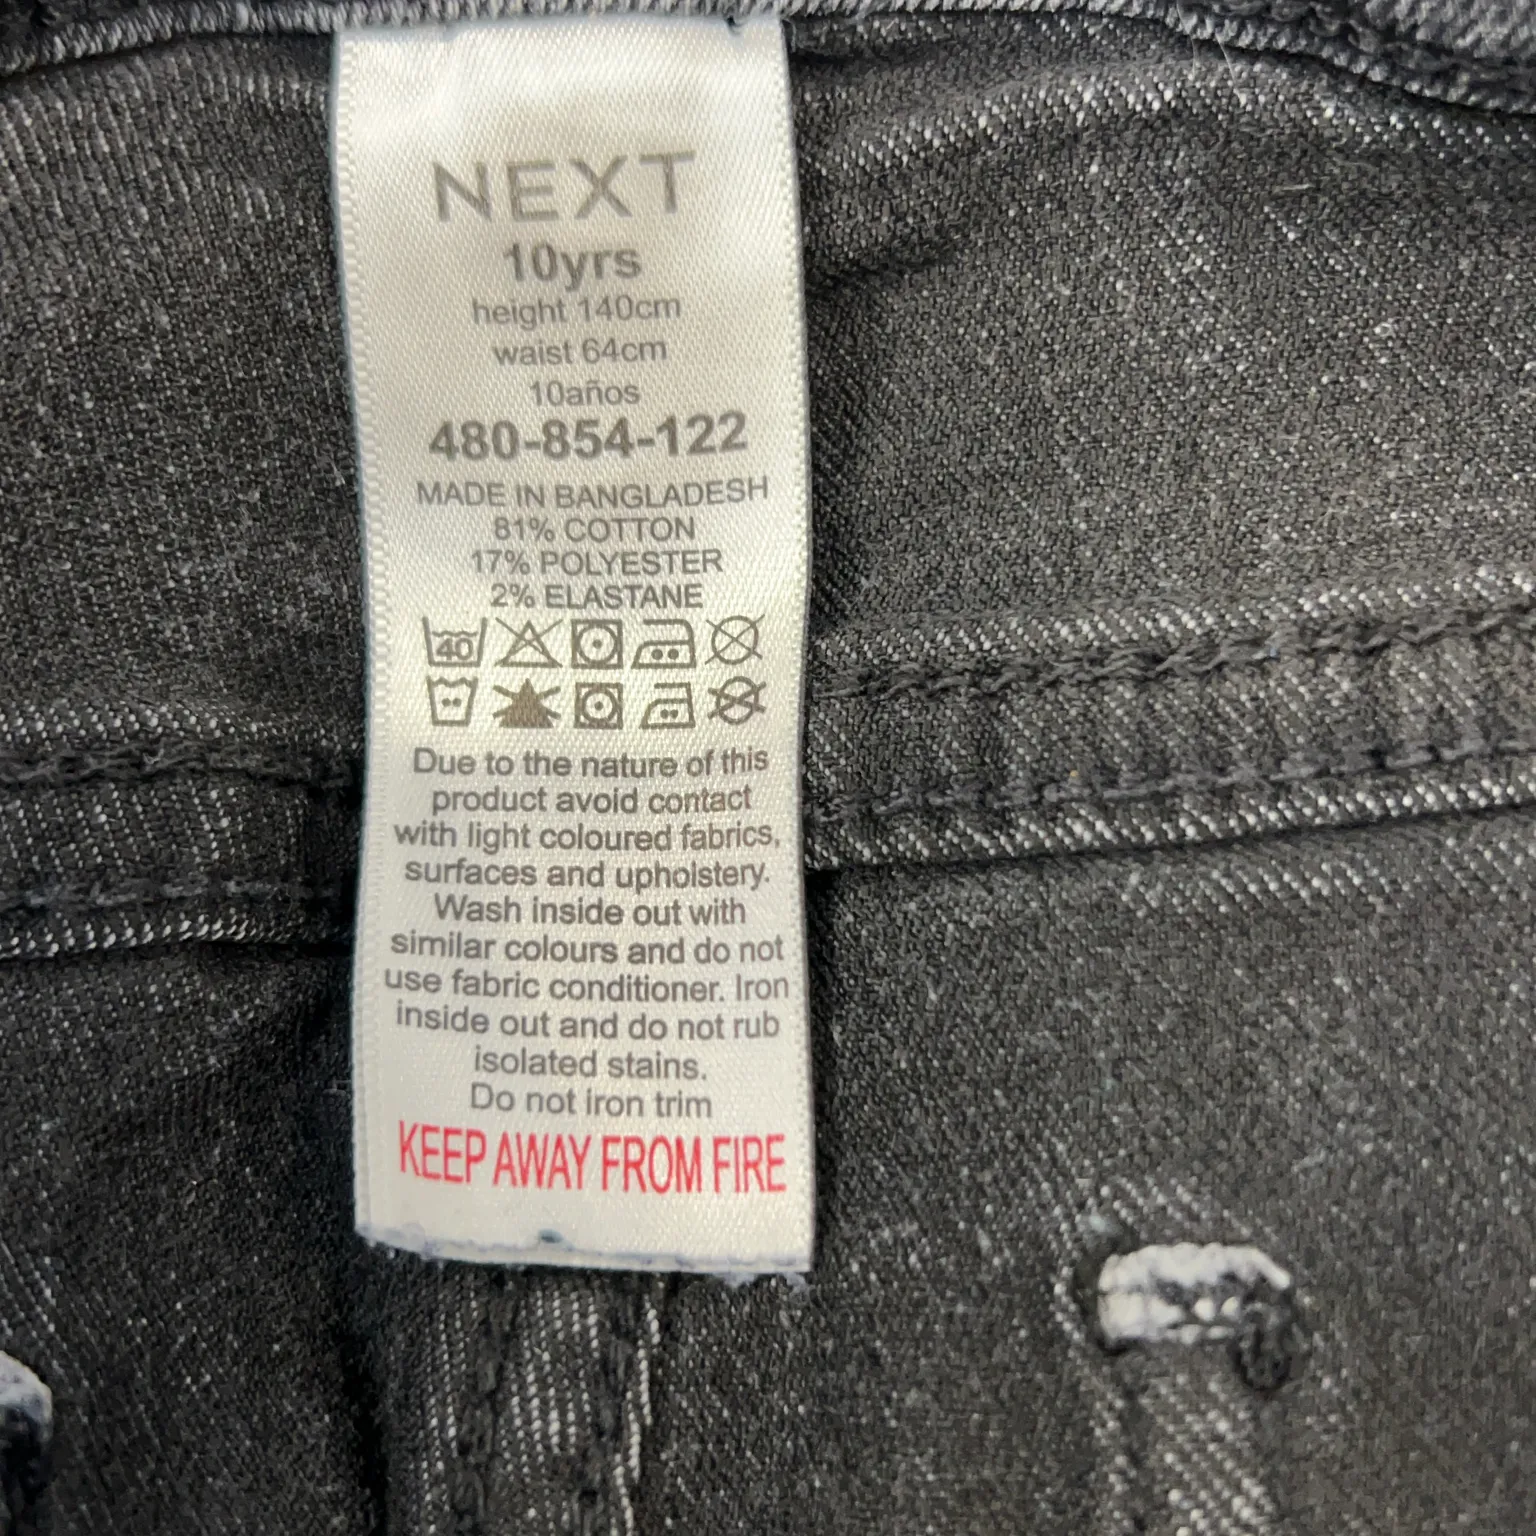 NEXT
10yrs
height 140cm
waist 64cm
10años
480-854-122
MADE IN BANGLADESH
81% COTTON
17% POLYESTER
2% ELASTANE
40
Due to the nature of this
product avoid contact
with light coloured fabrics,
surfaces and upholstery.
Wash inside out with
similar colours and do not
use fabric conditioner. Iron
inside out and do not rub
isolated stains.
Do not iron trim
KEEP AWAY FROM FIRE